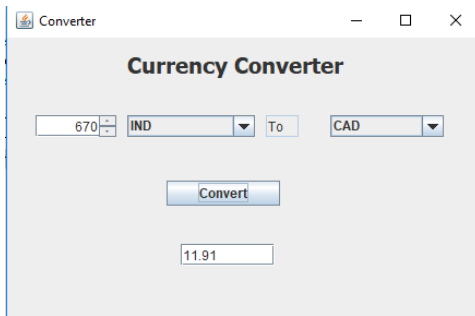 Converter
Currency Converter
670 IND To CAD
Convert
11.91